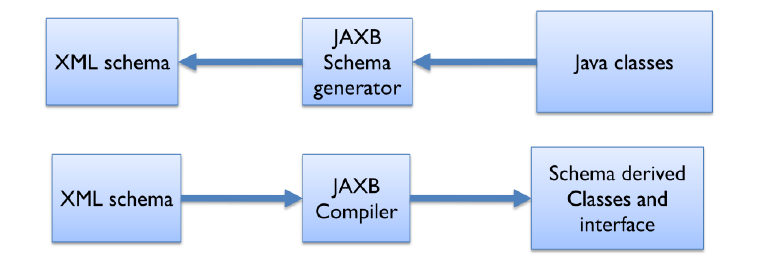 XML schema
JAXB
Schema
generator
Java classes
XML schema
JAXB
Compiler
Schema derived
Classes and
interface